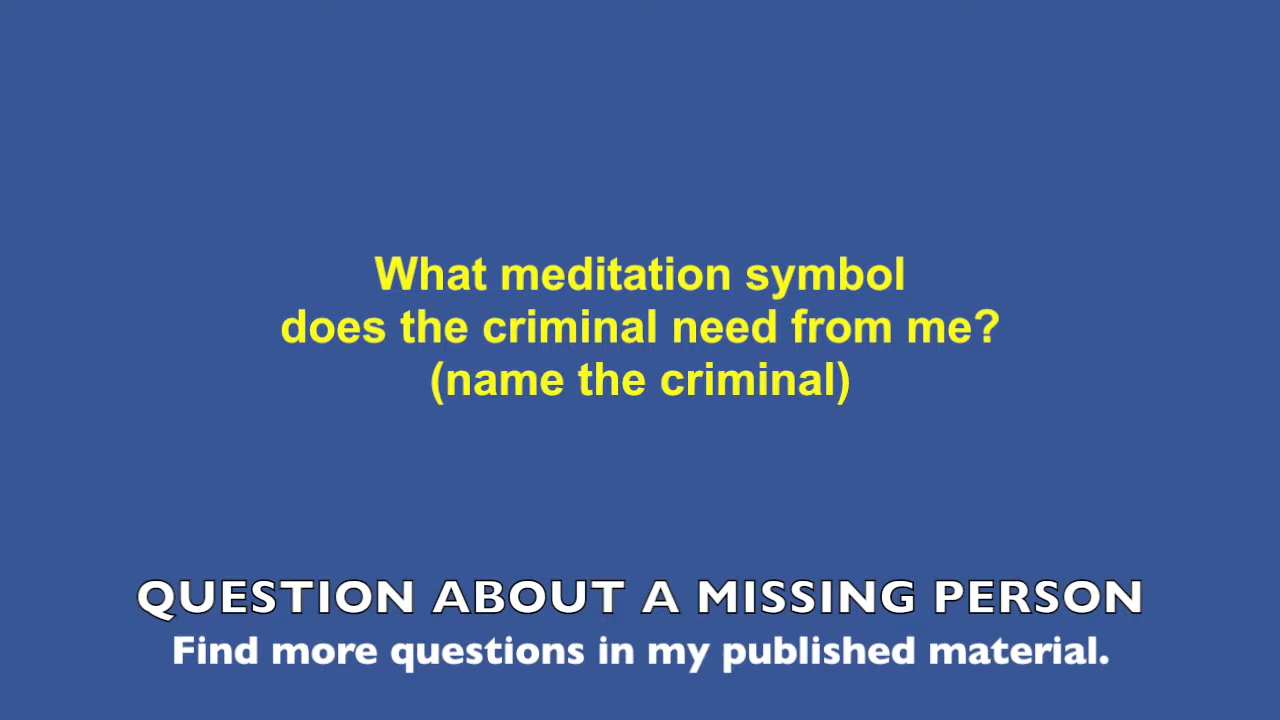 What meditation symbol
does the criminal need from me?
(name the criminal)
QUESTION ABOUT A MISSING PERSON
Find more questions in my published material.